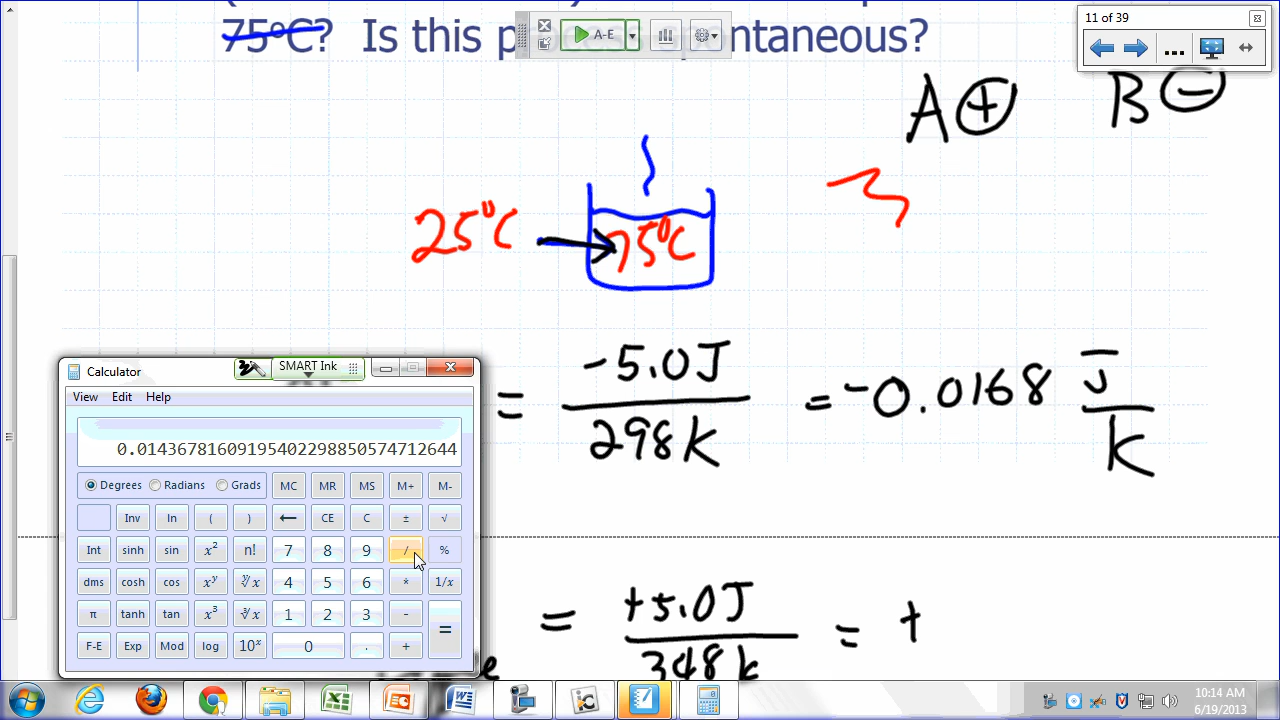 75°C? Is this p ntaneous?
A-E
11 of 39
...
A + B -
25°C
75°C
-5.0J
= = -0.0168 J
298K K
Calculator
SMART Ink
View Edit Help
0.01436781609195402298850574712644
Degrees Radians Grads MC MR MS M+ M-
Inv ln ( ) ← CE C ± √
Int sinh sin x² n! 7 8 9 / %
dms cosh cos xʸ ʸ√x 4 5 6 * 1/x
π tanh tan x³ ³√x 1 2 3 - =
F-E Exp Mod log 10ˣ 0 . +
+5.0J
= = +
348K
10:14 AM
6/19/2013